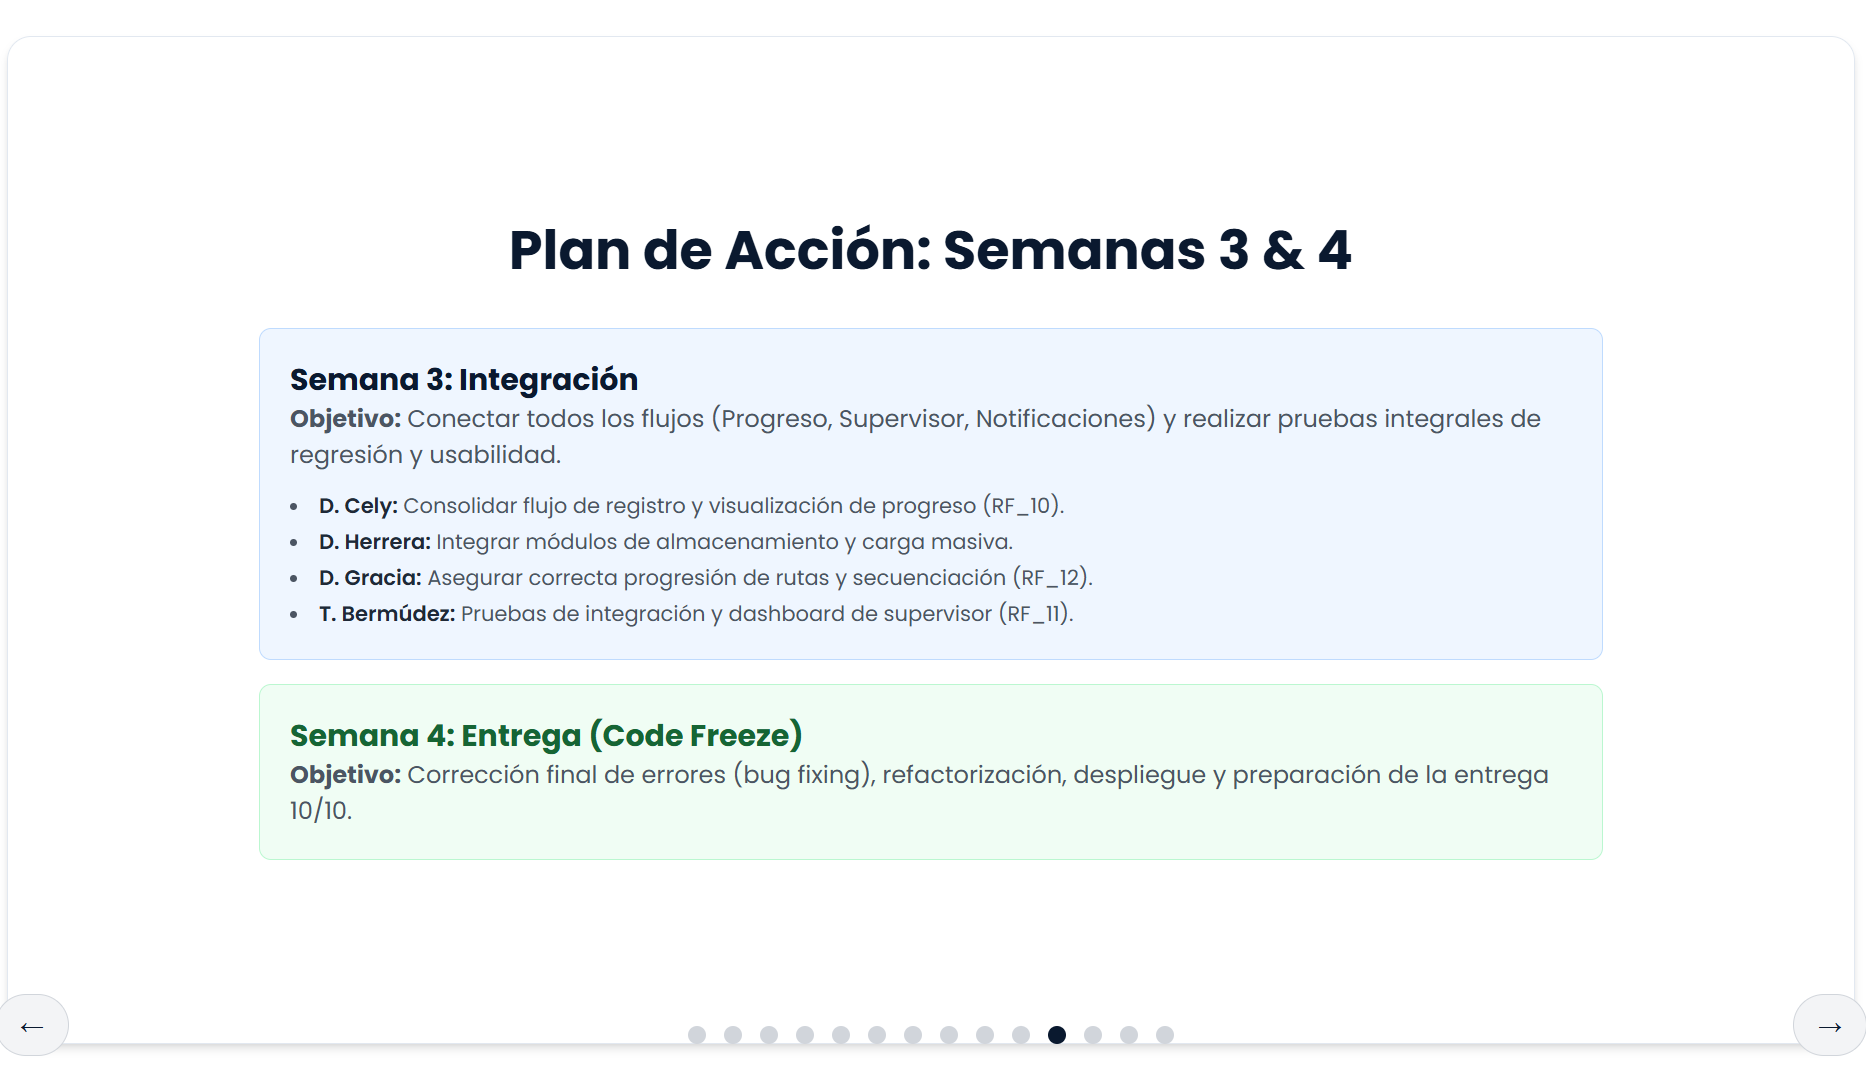 Plan de Acción: Semanas 3 & 4
Semana 3: Integración
Objetivo: Conectar todos los flujos (Progreso, Supervisor, Notificaciones) y realizar pruebas integrales de
regresión y usabilidad.
• D. Cely: Consolidar flujo de registro y visualización de progreso (RF_10).
• D. Herrera: Integrar módulos de almacenamiento y carga masiva.
• D. Gracia: Asegurar correcta progresión de rutas y secuenciación (RF_12).
• T. Bermúdez: Pruebas de integración y dashboard de supervisor (RF_11).
Semana 4: Entrega (Code Freeze)
Objetivo: Corrección final de errores (bug fixing), refactorización, despliegue y preparación de la entrega
10/10.
← →